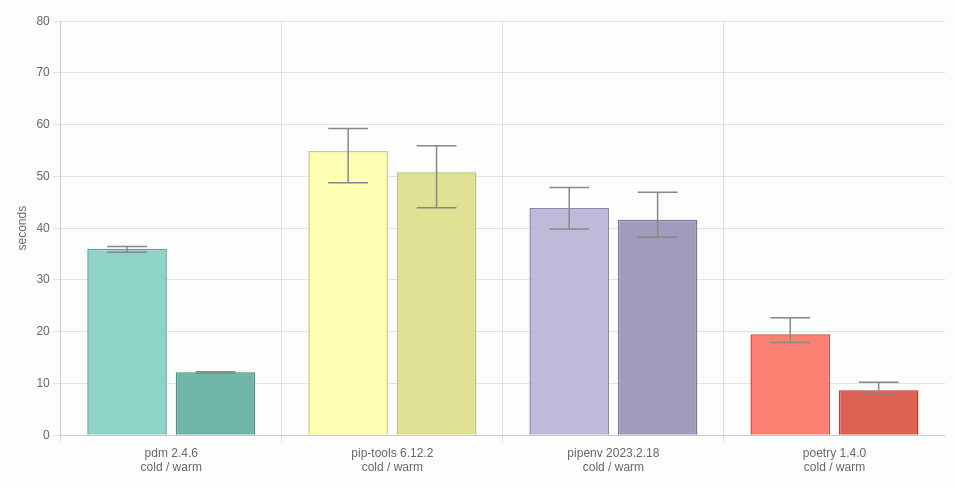 80
70
60
50
40
30
20
10
0
seconds
pdm 2.4.6
cold / warm
pip-tools 6.12.2
cold / warm
pipenv 2023.2.18
cold / warm
poetry 1.4.0
cold / warm